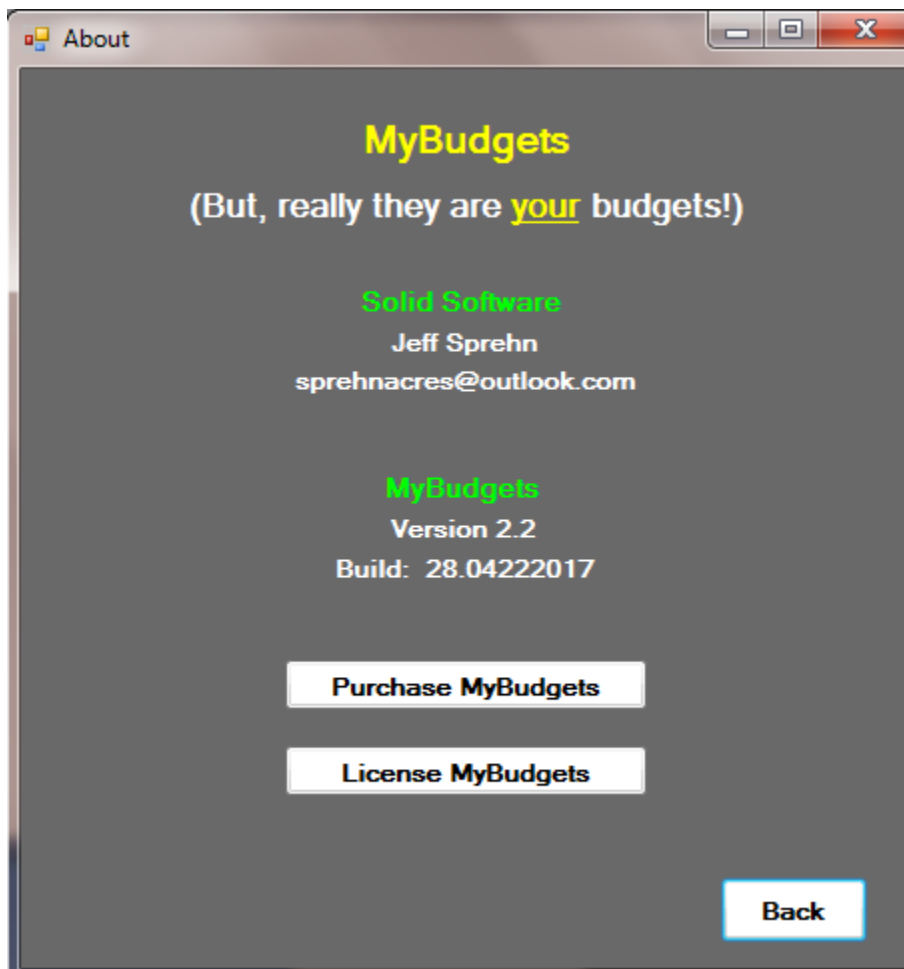 About
MyBudgets
(But, really they are your budgets!)
Solid Software
Jeff Sprehn
sprehnacres@outlook.com
MyBudgets
Version 2.2
Build:  28.04222017
Purchase MyBudgets
License MyBudgets
Back